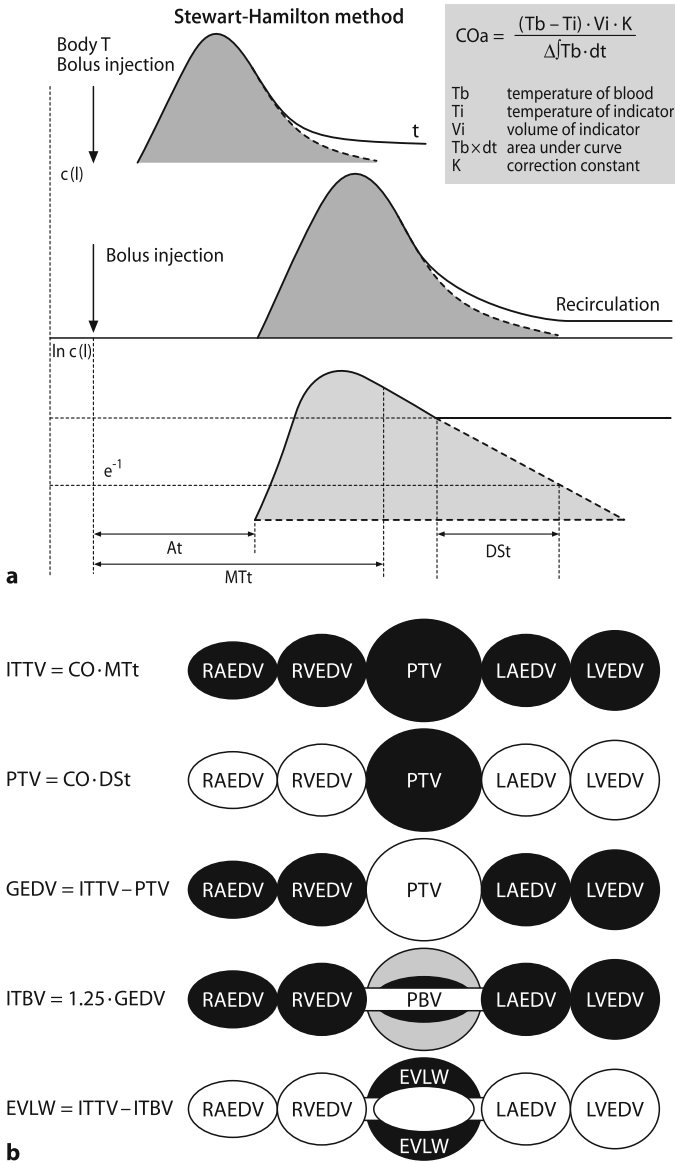 Stewart-Hamilton method
Body T
Bolus injection
t
c(l)
COa = (Tb – Ti) · Vi · K
Δ∫Tb·dt
Tb temperature of blood
Ti temperature of indicator
Vi volume of indicator
Tb×dt area under curve
K correction constant
Bolus injection
Recirculation
ln c(l)
e⁻¹
At
DSt
MTt
a
ITTV = CO·MTt RAEDV RVEDV PTV LAEDV LVEDV
PTV = CO·DSt RAEDV RVEDV PTV LAEDV LVEDV
GEDV = ITTV–PTV RAEDV RVEDV PTV LAEDV LVEDV
ITBV = 1.25·GEDV RAEDV RVEDV PBV LAEDV LVEDV
EVLW
EVLW = ITTV–ITBV RAEDV RVEDV LAEDV LVEDV
EVLW
b